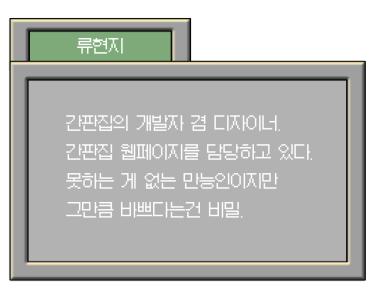 류현지
간판집의 개발자 겸 디자이너.
간판집 웹페이지를 담당하고 있다.
못하는 게 없는 만능인이지만
그만큼 바쁘다는건 비밀.